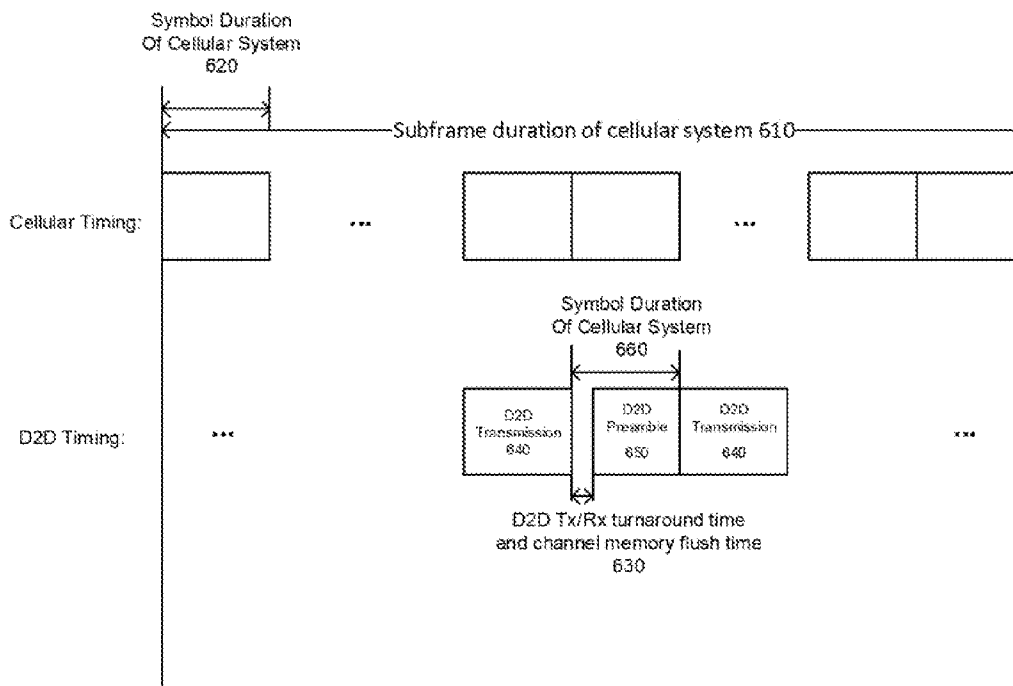 Symbol Duration
Of Cellular System
620
Subframe duration of cellular system 610
Cellular Timing:
...
...
Symbol Duration
Of Cellular System
660
D2D Timing:
...
D2D
Transmission
640
D2D
Preamble
650
D2D
Transmission
640
...
D2D Tx/Rx turnaround time
and channel memory flush time
630